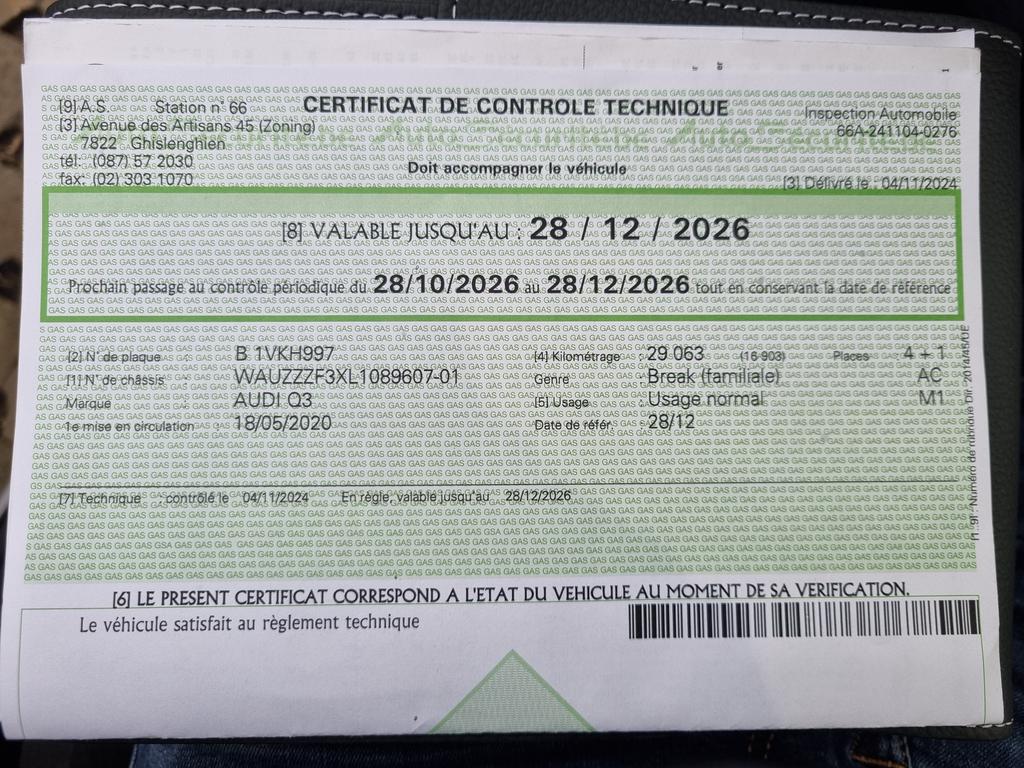 [9] A.S. Station n° 66
[3] Avenue des Artisans 45 (Zoning)
7822 Ghislenghien
tél: (087) 57 2030
fax: (02) 303 1070
CERTIFICAT DE CONTROLE TECHNIQUE
Doit accompagner le véhicule
Inspection Automobile
66A-241104-0276
[3] Délivré le : 04/11/2024
[8] VALABLE JUSQU'AU : 28 / 12 / 2026
Prochain passage au contrôle périodique du 28/10/2026 au 28/12/2026 tout en conservant la date de référence
[2] N° de plaque : B 1VKH997
[1] N° de châssis : WAUZZZF3XL1089607-01
Marque : AUDI Q3
1e mise en circulation : 18/05/2020
[4] Kilométrage : 29 063 (16 903) Places 4 + 1
Genre : Break (familiale) AC
[5] Usage : Usage normal M1
Date de référ. : 28/12
[7] Technique : contrôlé le 04/11/2024 En règle, valable jusqu'au 28/12/2026
[6] LE PRESENT CERTIFICAT CORRESPOND A L'ETAT DU VEHICULE AU MOMENT DE SA VERIFICATION.
Le véhicule satisfait au règlement technique